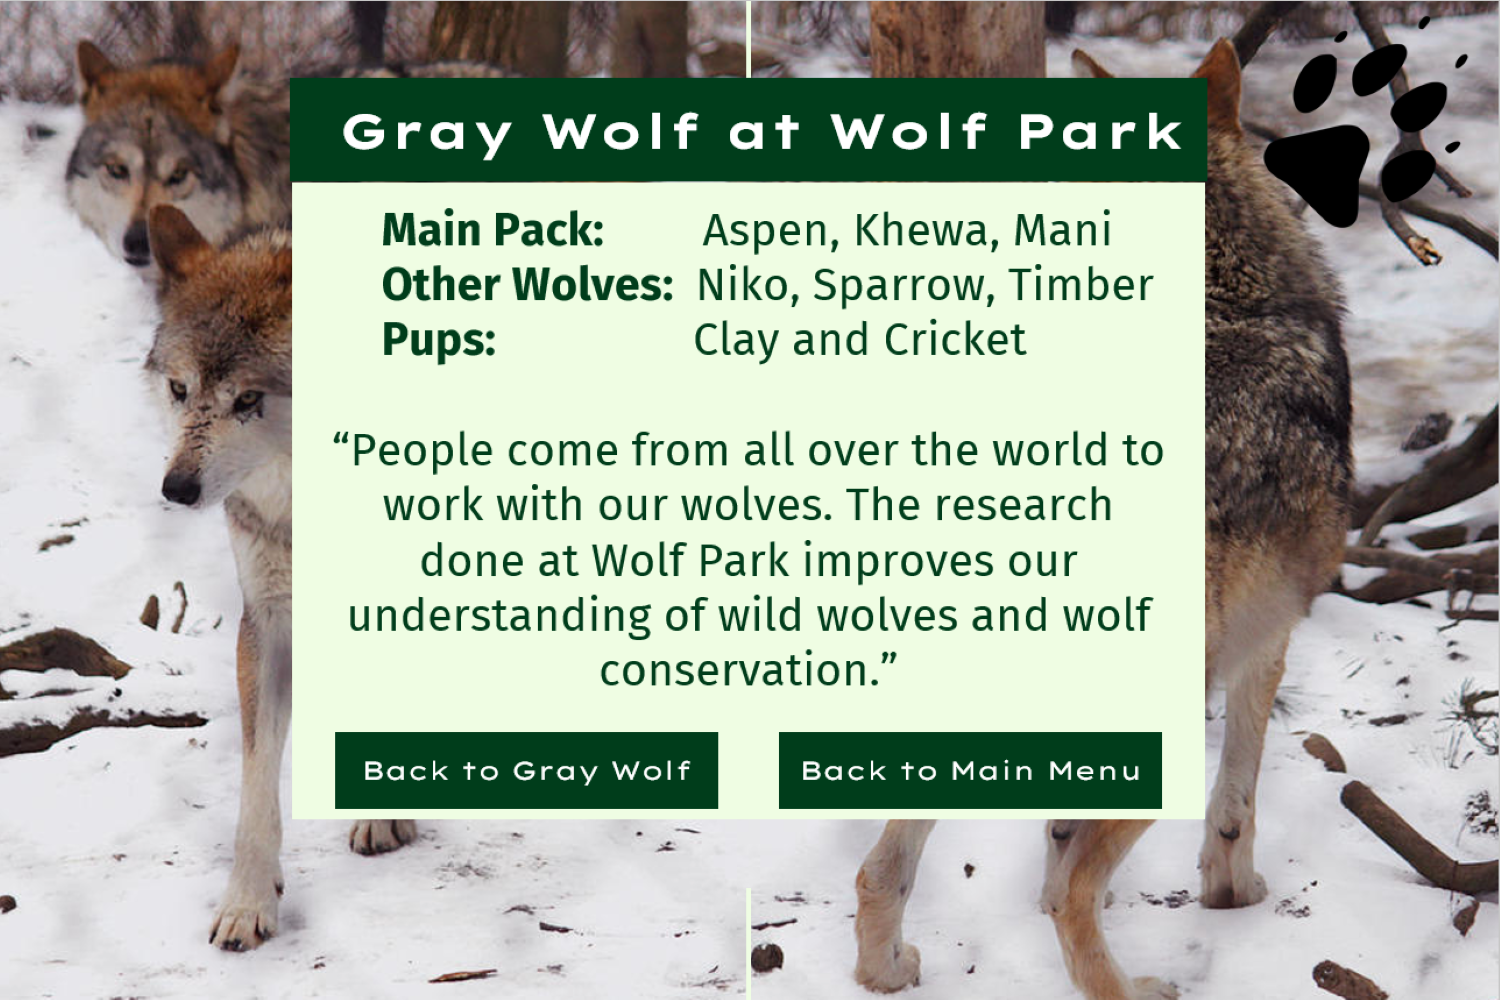 Gray Wolf at Wolf Park
Main Pack: Aspen, Khewa, Mani
Other Wolves: Niko, Sparrow, Timber
Pups: Clay and Cricket
“People come from all over the world to
work with our wolves. The research
done at Wolf Park improves our
understanding of wild wolves and wolf
conservation.”
Back to Gray Wolf
Back to Main Menu